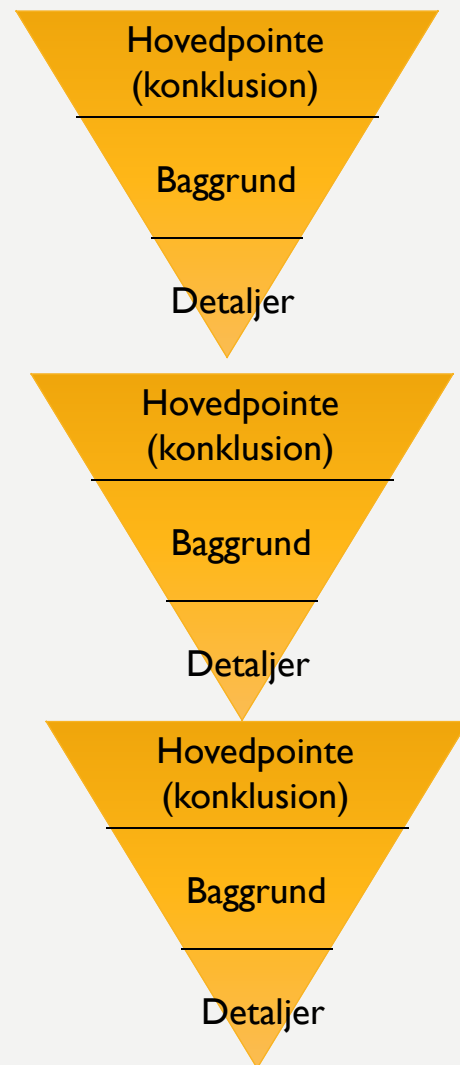 Hovedpointe
(konklusion)
Baggrund
Detaljer
Hovedpointe
(konklusion)
Baggrund
Detaljer
Hovedpointe
(konklusion)
Baggrund
Detaljer